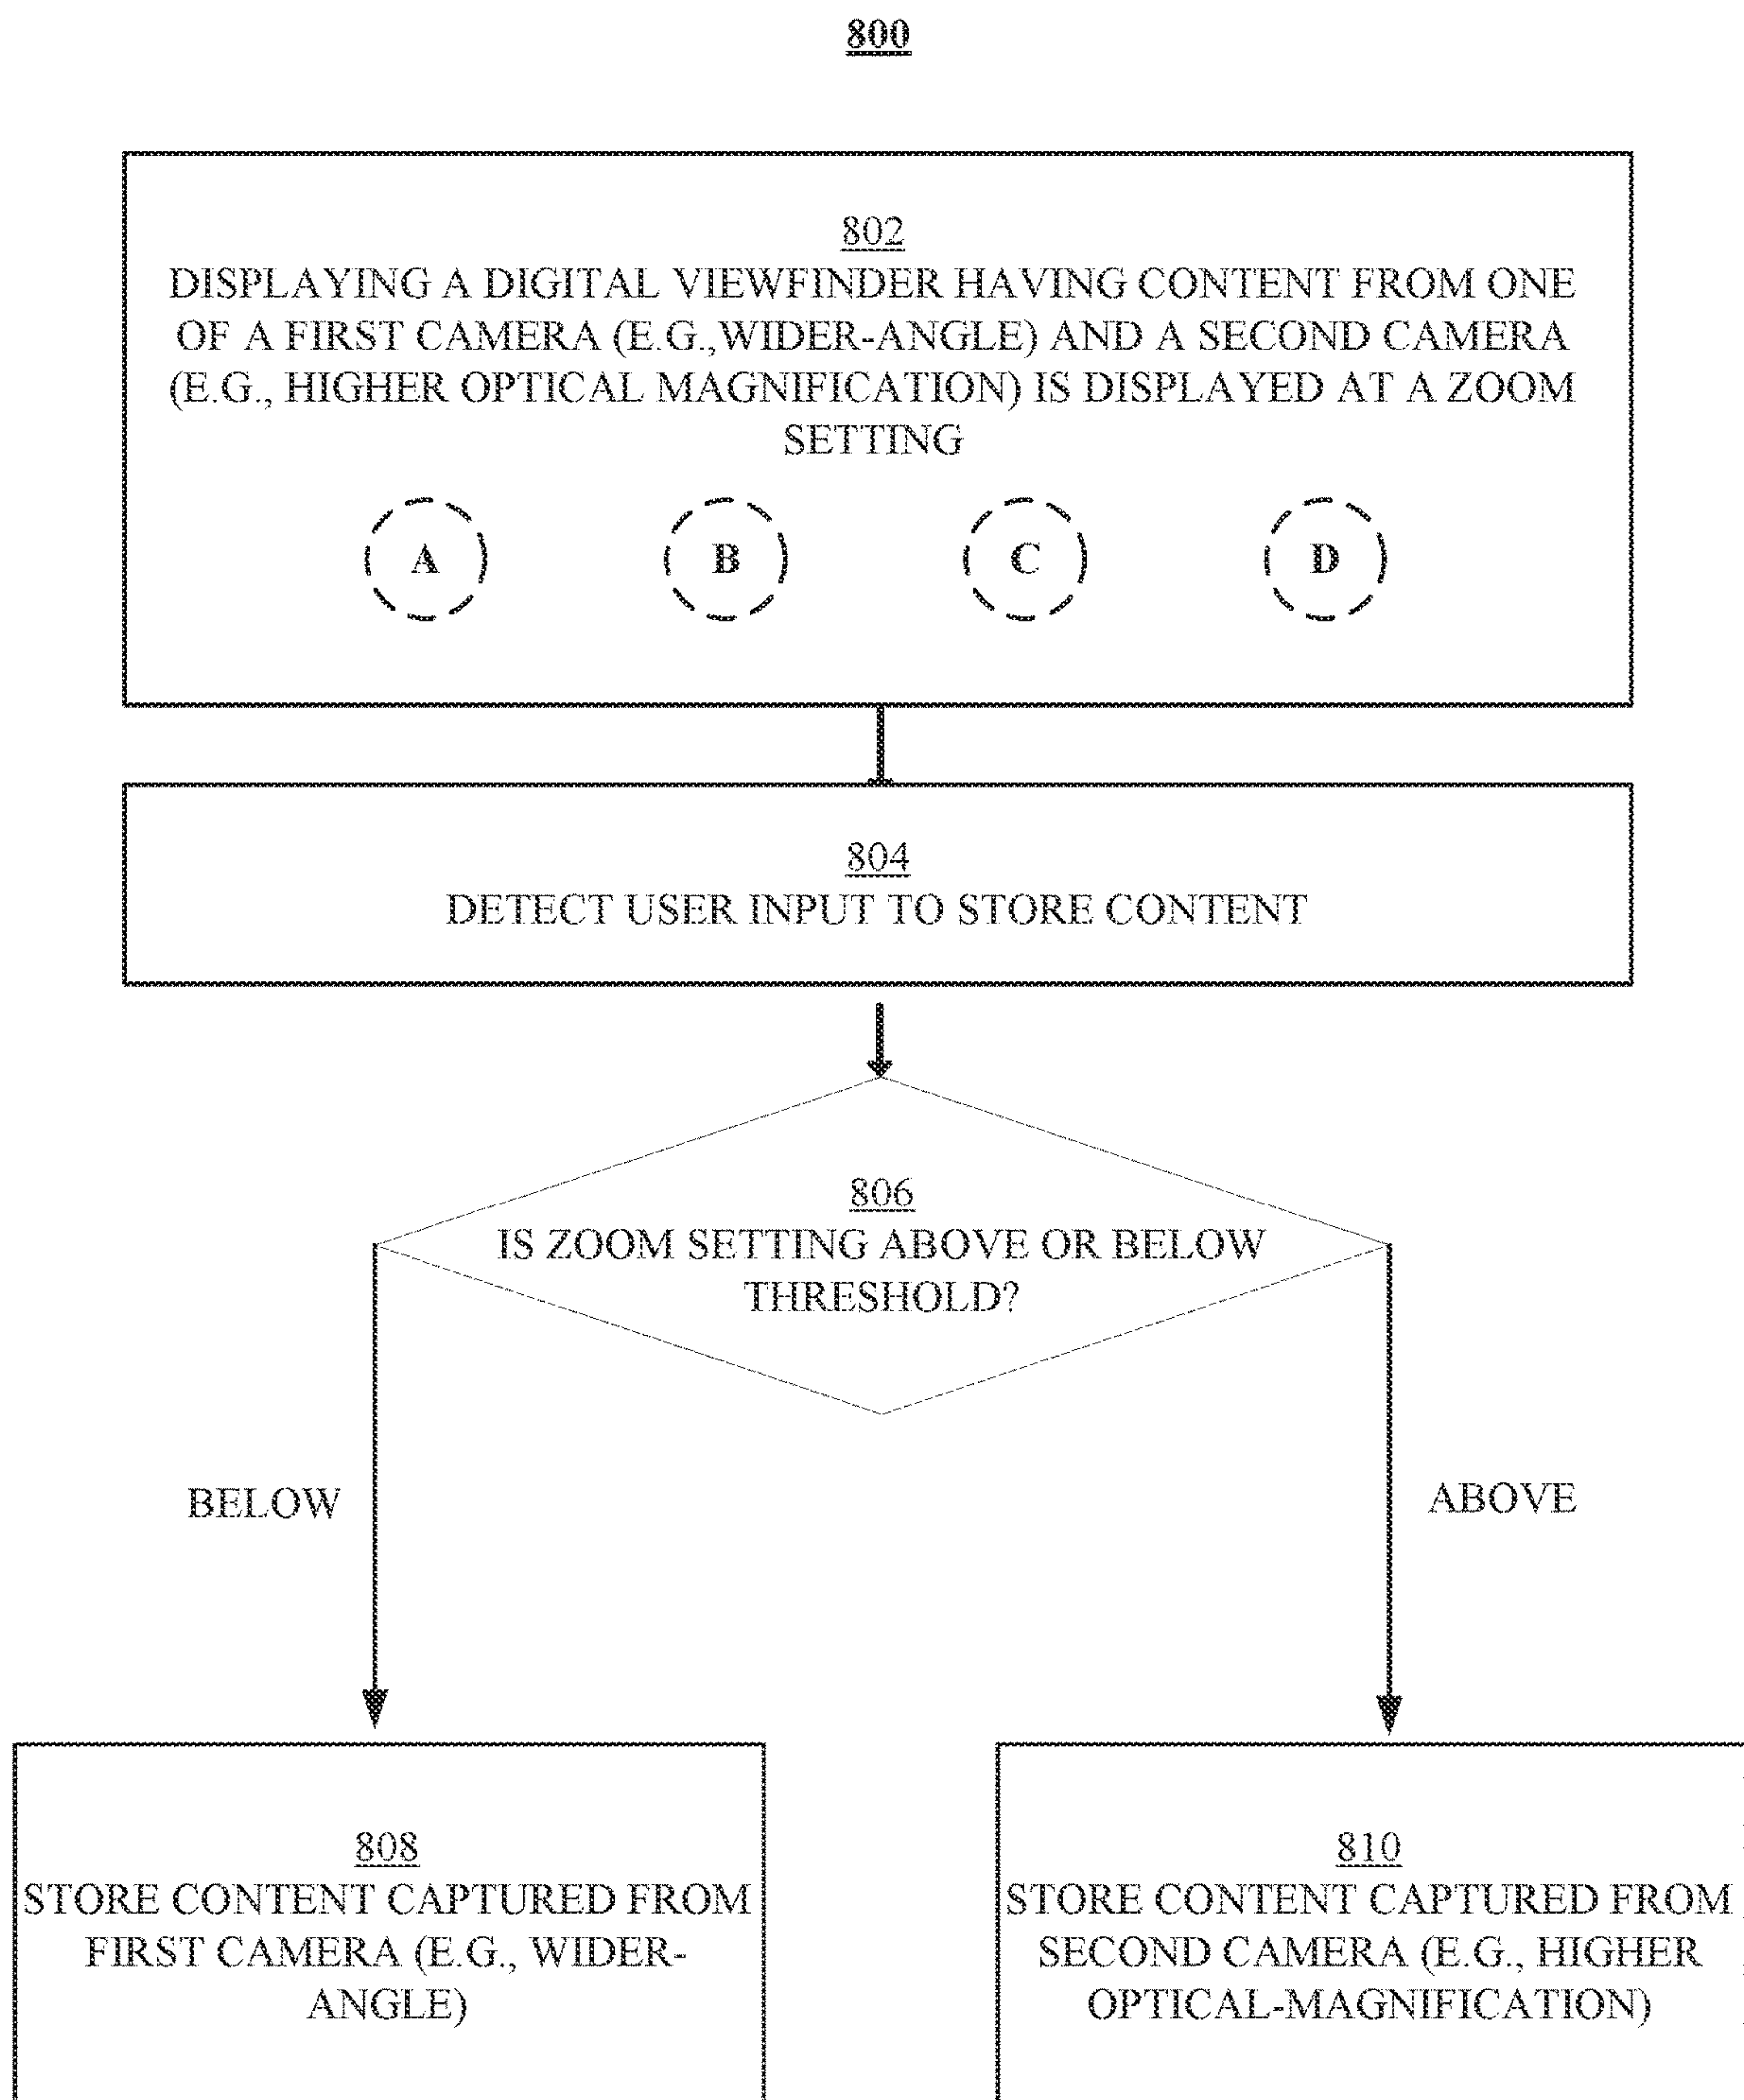 800
802
DISPLAYING A DIGITAL VIEWFINDER HAVING CONTENT FROM ONE
OF A FIRST CAMERA (E.G.,WIDER-ANGLE) AND A SECOND CAMERA
(E.G., HIGHER OPTICAL MAGNIFICATION) IS DISPLAYED AT A ZOOM
SETTING
A
B
C
D
804
DETECT USER INPUT TO STORE CONTENT
806
IS ZOOM SETTING ABOVE OR BELOW
THRESHOLD?
BELOW
ABOVE
808
STORE CONTENT CAPTURED FROM
FIRST CAMERA (E.G., WIDER-
ANGLE)
810
STORE CONTENT CAPTURED FROM
SECOND CAMERA (E.G., HIGHER
OPTICAL-MAGNIFICATION)